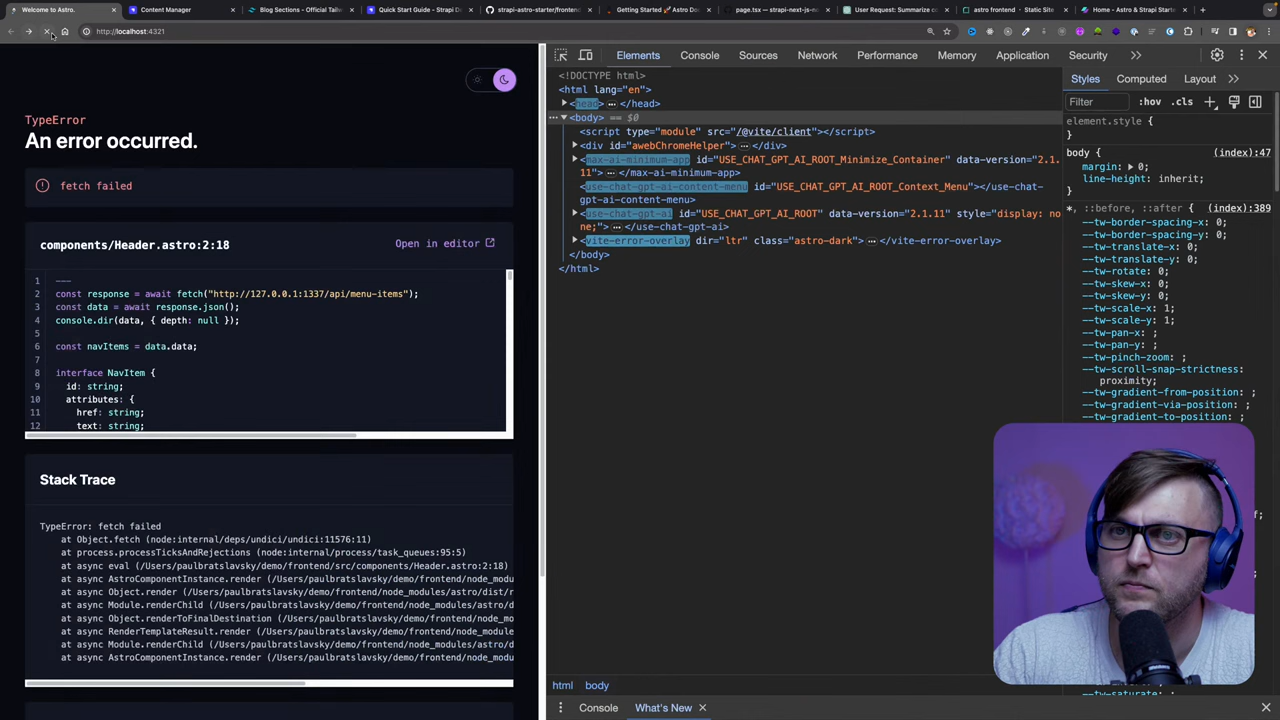 Welcome to Astro.
Content Manager
Blog Sections - Official Tailwi
Quick Start Guide - Strapi De
strapi-astro-starter/frontend
Getting Started 🚀 Astro Doc
page.tsx — strapi-next-js-n
User Request: Summarize co
astro frontend · Static Site
Home - Astro & Strapi Starte
http://localhost:4321
TypeError
An error occurred.
fetch failed
components/Header.astro:2:18
Open in editor
1 ---
2 const response = await fetch("http://127.0.0.1:1337/api/menu-items");
3 const data = await response.json();
4 console.dir(data, { depth: null });
5
6 const navItems = data.data;
7
8 interface NavItem {
9 id: string;
10 attributes: {
11 href: string;
12 text: string;
Stack Trace
TypeError: fetch failed
at Object.fetch (node:internal/deps/undici/undici:11576:11)
at process.processTicksAndRejections (node:internal/process/task_queues:95:5)
at async eval (/Users/paulbratslavsky/demo/frontend/src/components/Header.astro:2:18)
at async AstroComponentInstance.render (/Users/paulbratslavsky/demo/frontend/node_modu
at async Object.render (/Users/paulbratslavsky/demo/frontend/node_modules/astro/dist/r
at async Module.renderChild (/Users/paulbratslavsky/demo/frontend/node_modules/astro/d
at async Object.renderToFinalDestination (/Users/paulbratslavsky/demo/frontend/node_mo
at async RenderTemplateResult.render (/Users/paulbratslavsky/demo/frontend/node_module
at async Module.renderChild (/Users/paulbratslavsky/demo/frontend/node_modules/astro/d
at async AstroComponentInstance.render (/Users/paulbratslavsky/demo/frontend/node_modu
Elements
Console
Sources
Network
Performance
Memory
Application
Security
<!DOCTYPE html>
<html lang="en">
<head> … </head>
<body> == $0
<script type="module" src="/@vite/client"></script>
<div id="awebChromeHelper"> … </div>
<max-ai-minimum-app id="USE_CHAT_GPT_AI_ROOT_Minimize_Container" data-version="2.1.
11"> … </max-ai-minimum-app>
<use-chat-gpt-ai-content-menu id="USE_CHAT_GPT_AI_ROOT_Context_Menu"></use-chat-
gpt-ai-content-menu>
<use-chat-gpt-ai id="USE_CHAT_GPT_AI_ROOT" data-version="2.1.11" style="display: no
ne;"> … </use-chat-gpt-ai>
<vite-error-overlay dir="ltr" class="astro-dark"> … </vite-error-overlay>
</body>
</html>
html body
Styles
Computed
Layout
Filter
:hov .cls
element.style {
}
body { (index):47
margin: 0;
line-height: inherit;
}
*, ::before, ::after { (index):389
--tw-border-spacing-x: 0;
--tw-border-spacing-y: 0;
--tw-translate-x: 0;
--tw-translate-y: 0;
--tw-rotate: 0;
--tw-skew-x: 0;
--tw-skew-y: 0;
--tw-scale-x: 1;
--tw-scale-y: 1;
--tw-pan-x: ;
--tw-pan-y: ;
--tw-pinch-zoom: ;
--tw-scroll-snap-strictness:
proximity;
--tw-gradient-from-position: ;
--tw-gradient-via-position: ;
--tw-gradient-to-position: ;
--tw-saturate: ;
Console
What's New